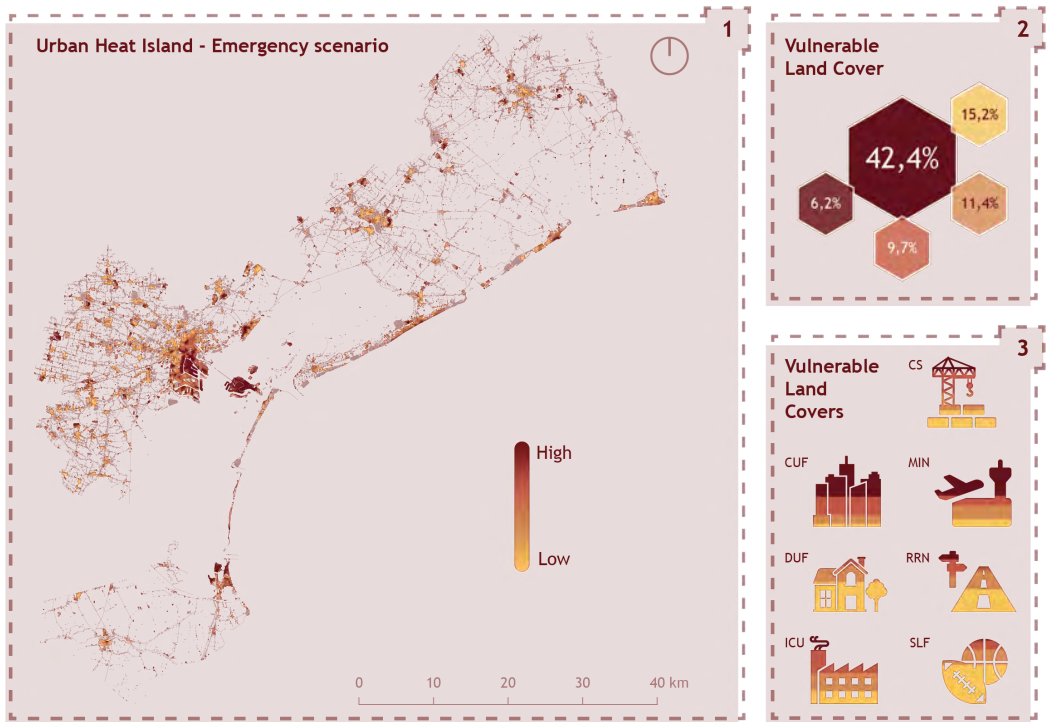 Urban Heat Island - Emergency scenario
1
High
Low
0 10 20 30 40 km
2
Vulnerable
Land Cover
15,2%
42,4%
6,2%
11,4%
9,7%
3
Vulnerable
Land
Covers
CS
CUF
MIN
DUF
RRN
ICU
SLF